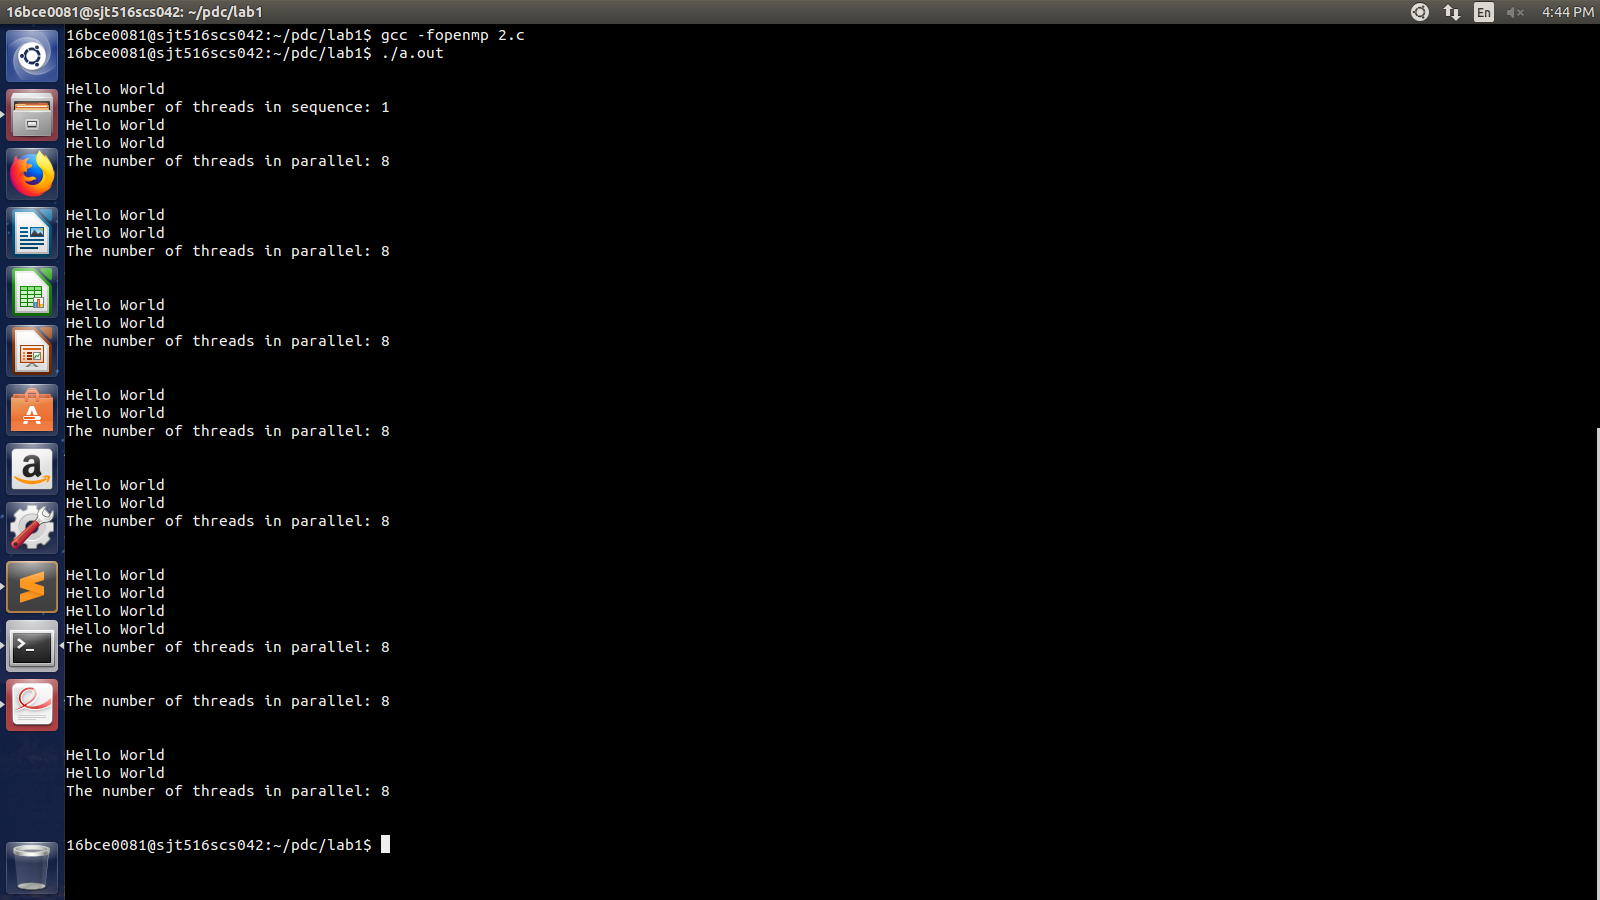 16bce0081@sjt516scs042: ~/pdc/lab1
En
4:44 PM
16bce0081@sjt516scs042:~/pdc/lab1$ gcc -fopenmp 2.c
16bce0081@sjt516scs042:~/pdc/lab1$ ./a.out
Hello World
The number of threads in sequence: 1
Hello World
Hello World
The number of threads in parallel: 8
Hello World
Hello World
The number of threads in parallel: 8
Hello World
Hello World
The number of threads in parallel: 8
Hello World
Hello World
The number of threads in parallel: 8
Hello World
Hello World
The number of threads in parallel: 8
Hello World
Hello World
Hello World
Hello World
The number of threads in parallel: 8
The number of threads in parallel: 8
Hello World
Hello World
The number of threads in parallel: 8
16bce0081@sjt516scs042:~/pdc/lab1$